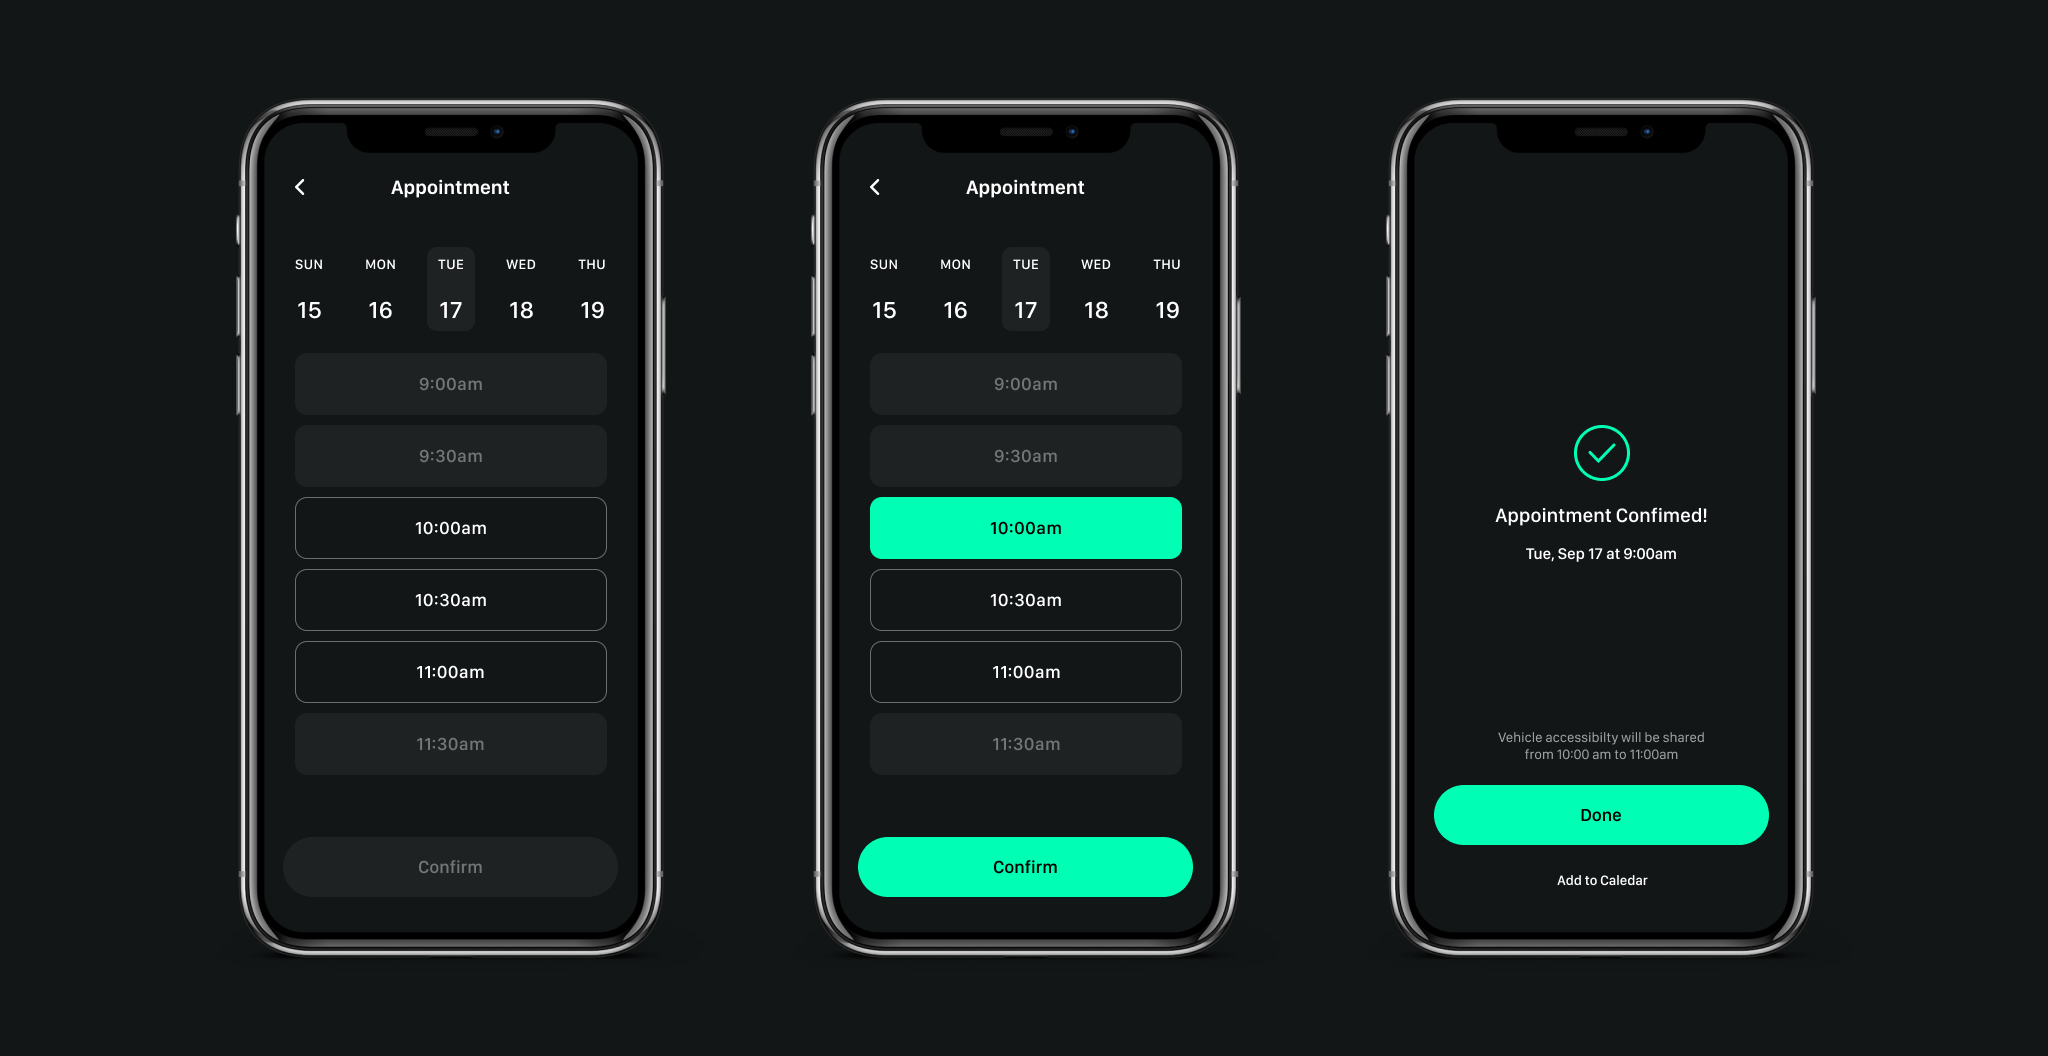 Appointment
SUN MON TUE WED THU
15 16 17 18 19
9:00am
9:30am
10:00am
10:30am
11:00am
11:30am
Confirm
Appointment
SUN MON TUE WED THU
15 16 17 18 19
9:00am
9:30am
10:00am
10:30am
11:00am
11:30am
Confirm
Appointment Confimed!
Tue, Sep 17 at 9:00am
Vehicle accessibilty will be shared
from 10:00 am to 11:00am
Done
Add to Caledar